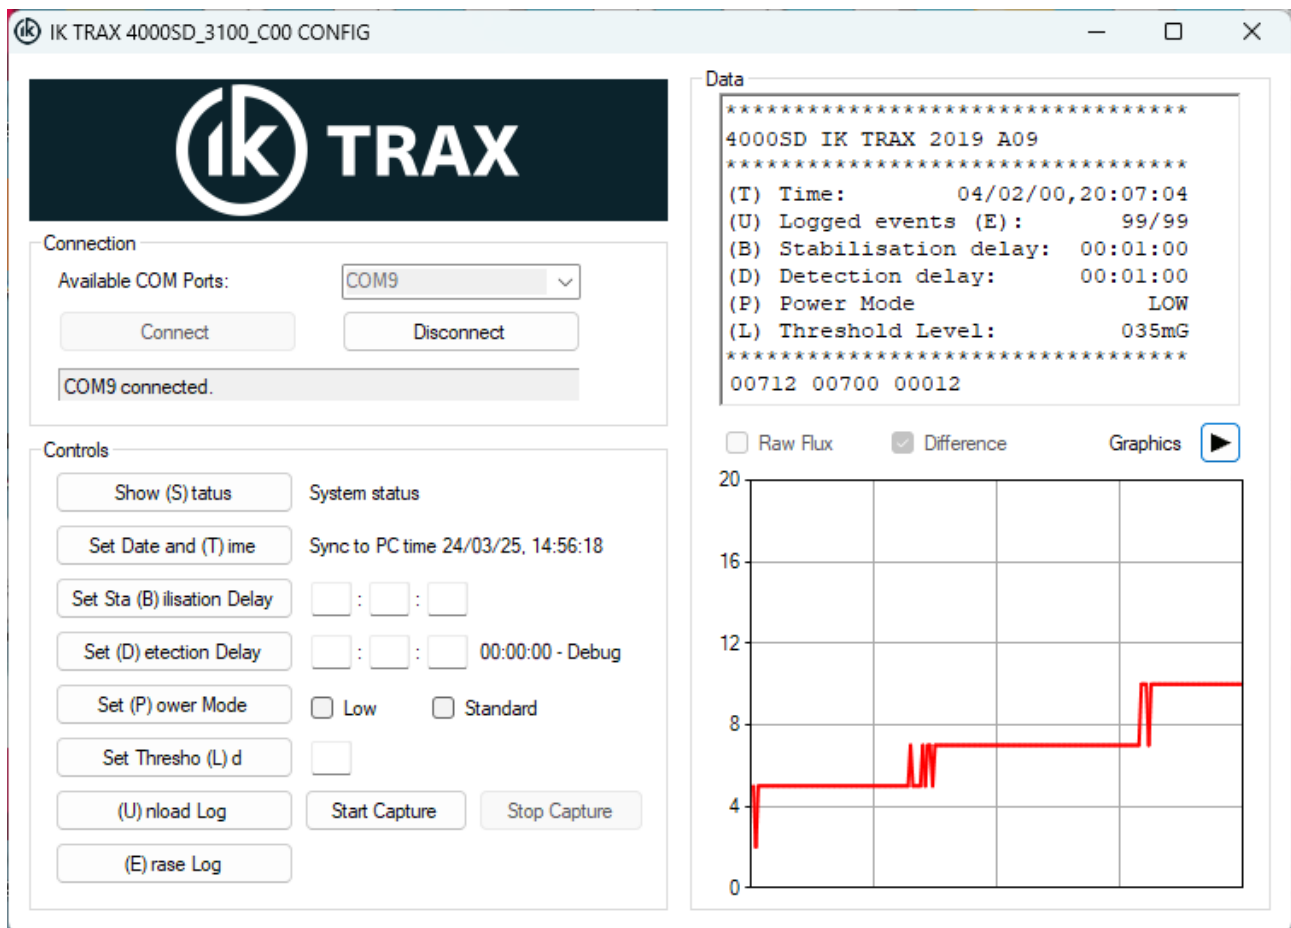 IK TRAX 4000SD_3100_C00 CONFIG
ik TRAX
Connection
Available COM Ports: COM9
Connect Disconnect
COM9 connected.
Controls
Show (S) tatus System status
Set Date and (T) ime Sync to PC time 24/03/25, 14:56:18
Set Sta (B) ilisation Delay : :
Set (D) etection Delay : : 00:00:00 - Debug
Set (P) ower Mode Low Standard
Set Thresho (L) d
(U) nload Log Start Capture Stop Capture
(E) rase Log
Data
**********************************
4000SD IK TRAX 2019 A09
**********************************
(T) Time: 04/02/00,20:07:04
(U) Logged events (E): 99/99
(B) Stabilisation delay: 00:01:00
(D) Detection delay: 00:01:00
(P) Power Mode LOW
(L) Threshold Level: 035mG
**********************************
00712 00700 00012
Raw Flux Difference Graphics
20
16
12
8
4
0